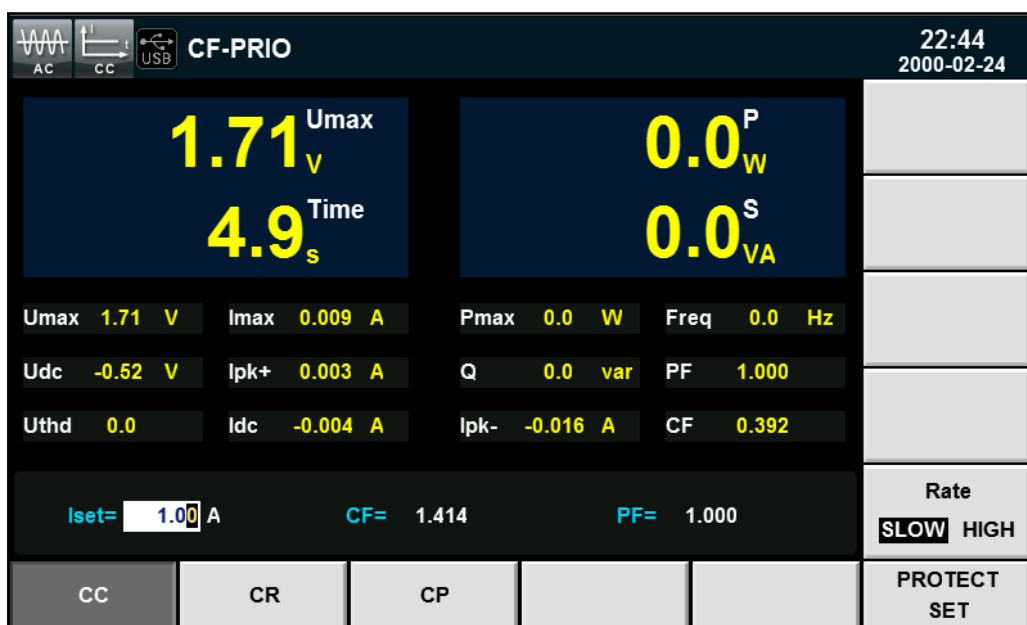 AC
I
t
CC
USB
CF-PRIO
22:44
2000-02-24
1.71 Umax V
4.9 Time s
0.0 P W
0.0 S VA
Umax 1.71 V Imax 0.009 A Pmax 0.0 W Freq 0.0 Hz
Udc -0.52 V Ipk+ 0.003 A Q 0.0 var PF 1.000
Uthd 0.0 Idc -0.004 A Ipk- -0.016 A CF 0.392
Iset= 1.00 A CF= 1.414 PF= 1.000
Rate
SLOW HIGH
CC CR CP
PROTECT
SET